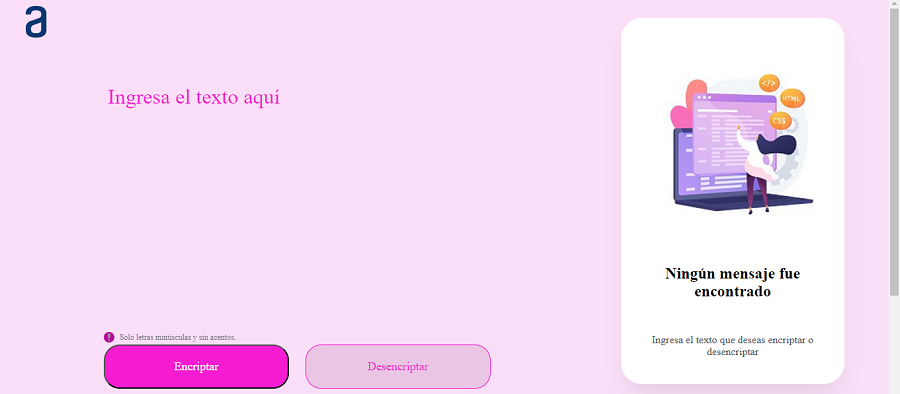 a
Ingresa el texto aquí
</>
HTML
CSS
Ningún mensaje fue
encontrado
Ingresa el texto que deseas encriptar o
desencriptar
! Solo letras minúsculas y sin acentos.
Encriptar
Desencriptar